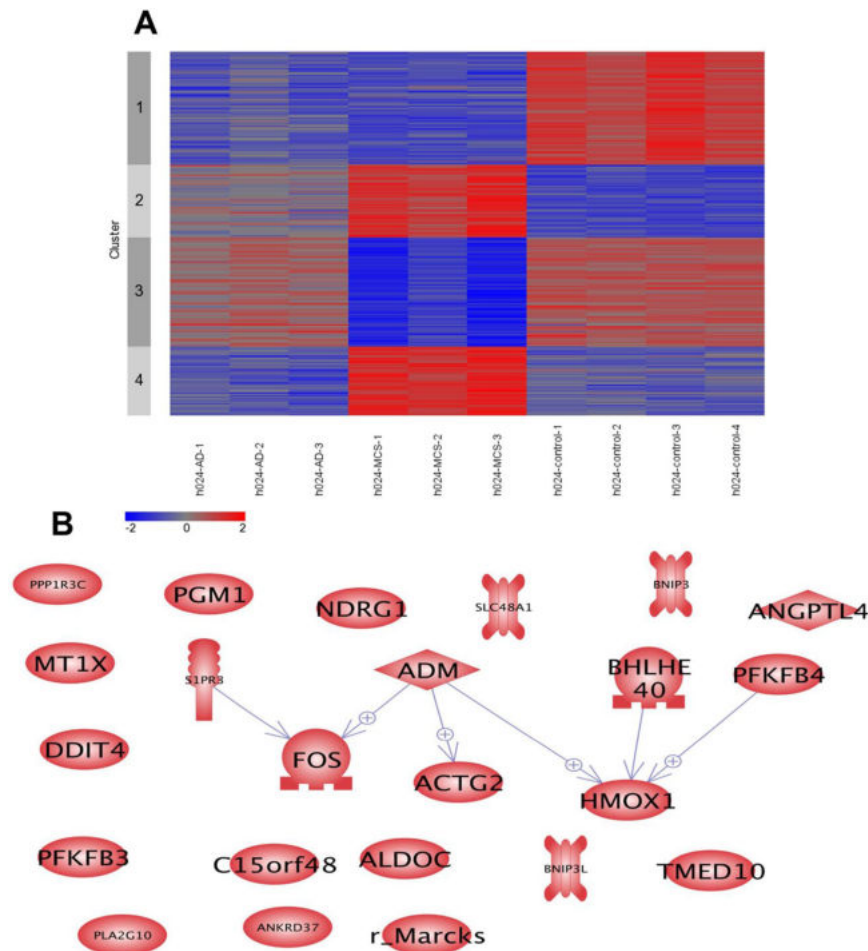 A
Cluster
1
2
3
4
h024-AD-1
h024-AD-2
h024-AD-3
h024-MCS-1
h024-MCS-2
h024-MCS-3
h024-control-1
h024-control-2
h024-control-3
h024-control-4
-2
0
2
B
PPP1R3C
PGM1
NDRG1
SLC48A1
BNIP3
ANGPTL4
MT1X
S1PR3
ADM
BHLHE
40
PFKFB4
DDIT4
FOS
ACTG2
HMOX1
PFKFB3
C15orf48
ALDOC
BNIP3L
TMED10
PLA2G10
ANKRD37
r_Marcks